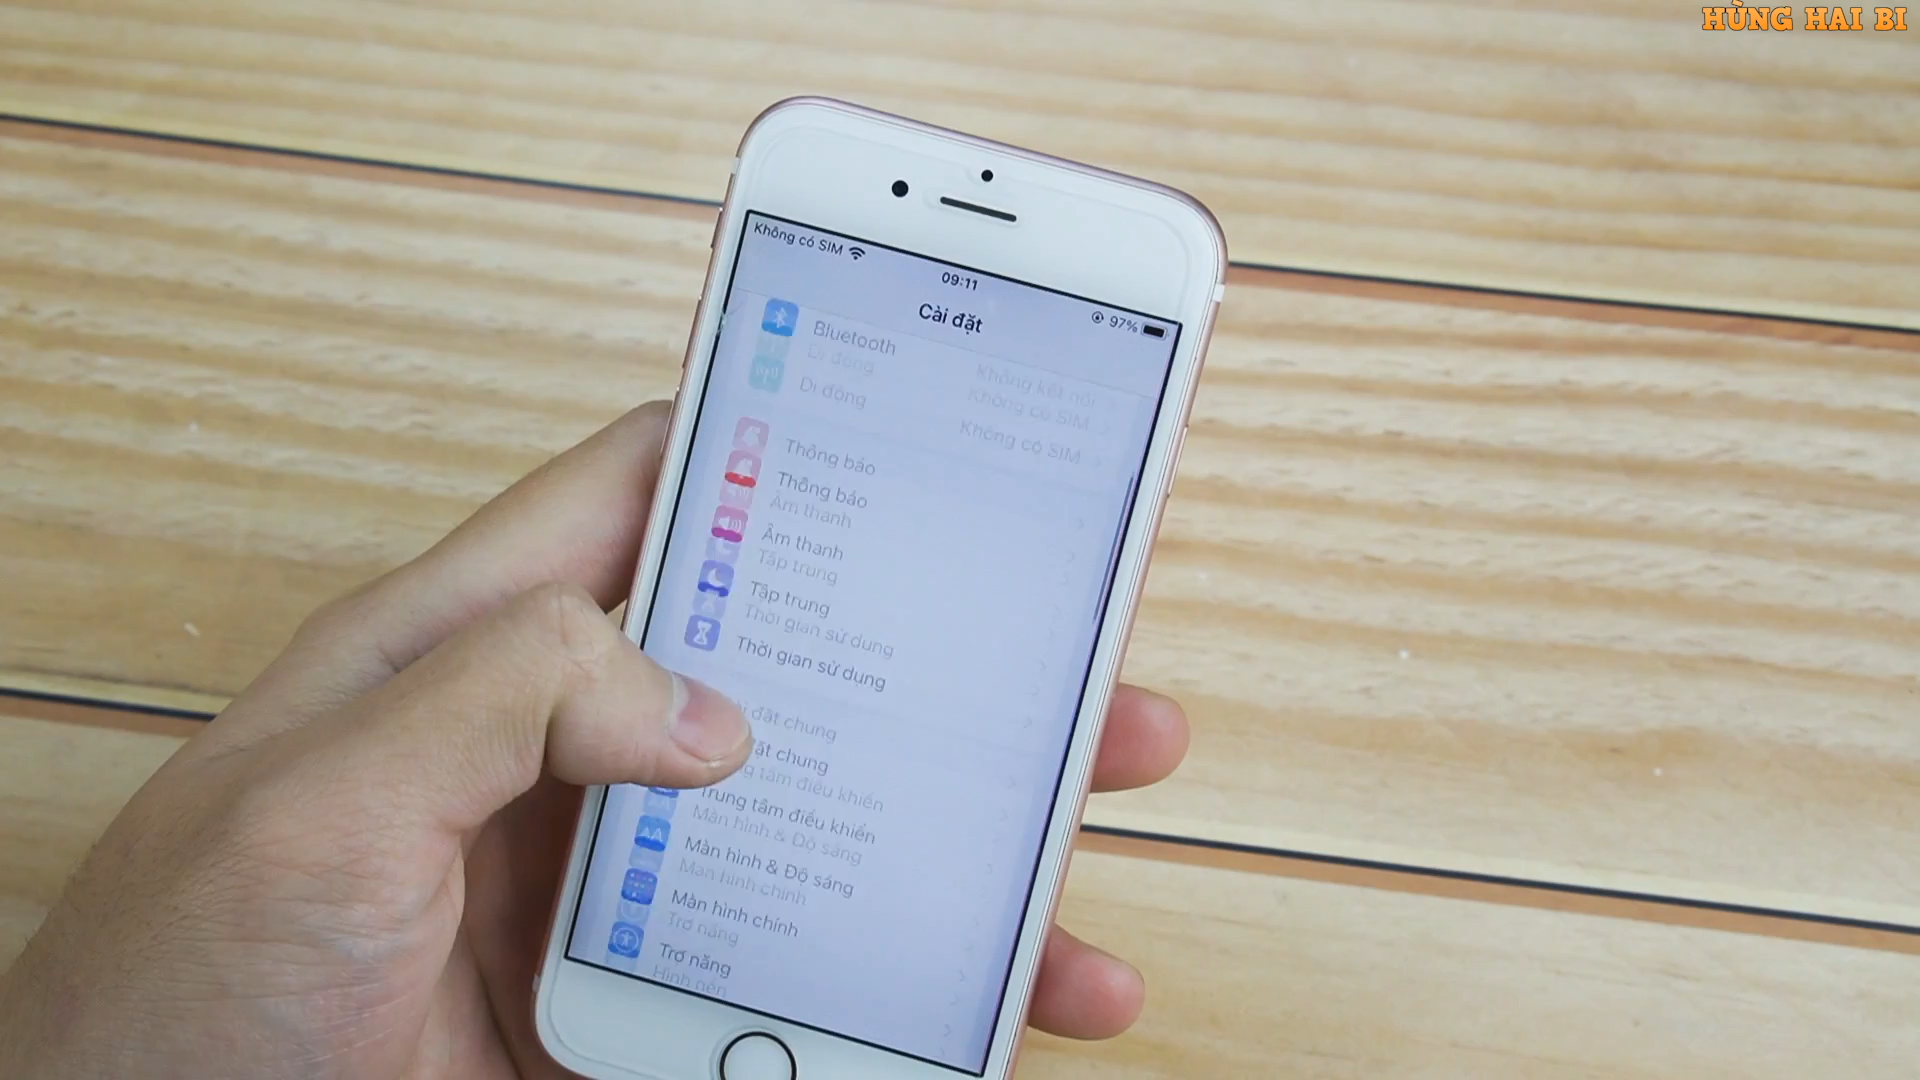 HÙNG HAI BI
Không có SIM
09:11
97%
Cài đặt
Bluetooth
Không kết nối
Di động
Không có SIM
Di động
Không có SIM
Thông báo
Thông báo
Âm thanh
Âm thanh
Tập trung
Tập trung
Thời gian sử dụng
Thời gian sử dụng
đặt chung
đặt chung
tâm điều khiển
Trung tâm điều khiển
Màn hình & Độ sáng
Màn hình & Độ sáng
Màn hình chính
Màn hình chính
Trợ năng
Trợ năng
Hình nền